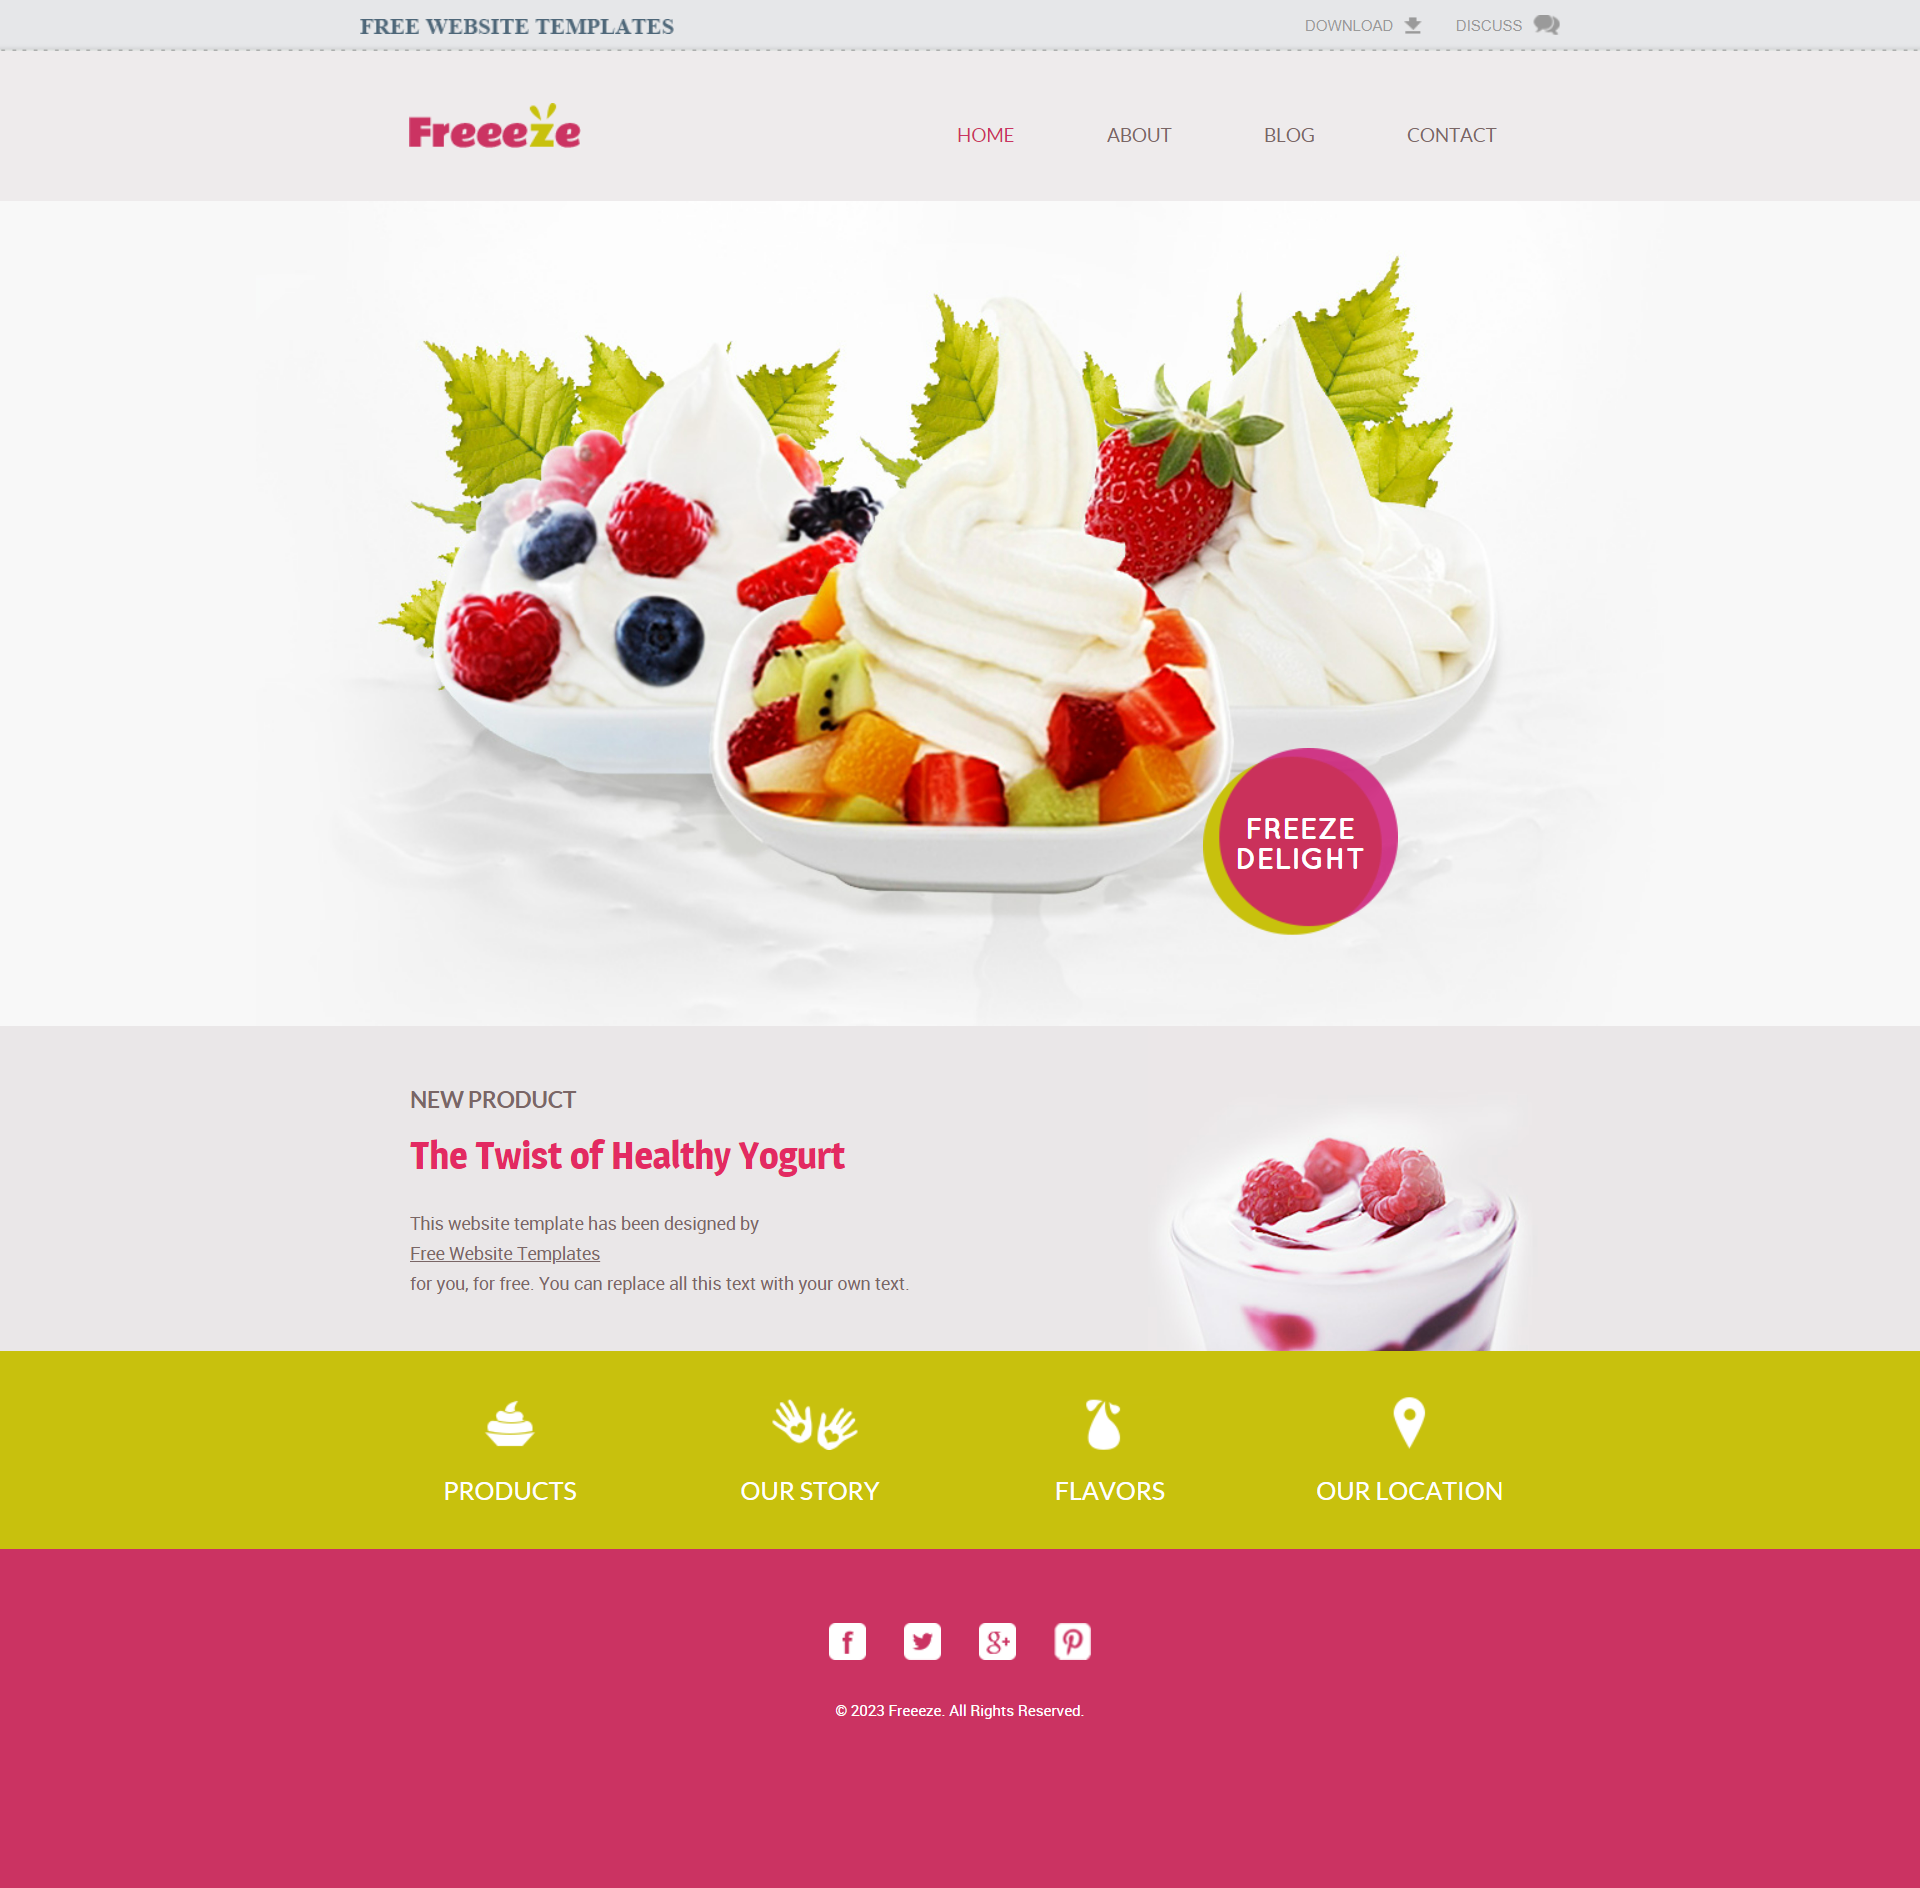 FREE WEBSITE TEMPLATES
DOWNLOAD
DISCUSS
Freeeze
HOME
ABOUT
BLOG
CONTACT
FREEZE
DELIGHT
NEW PRODUCT
The Twist of Healthy Yogurt
This website template has been designed by
Free Website Templates
for you, for free. You can replace all this text with your own text.
PRODUCTS
OUR STORY
FLAVORS
OUR LOCATION
f
g+
© 2023 Freeeze. All Rights Reserved.